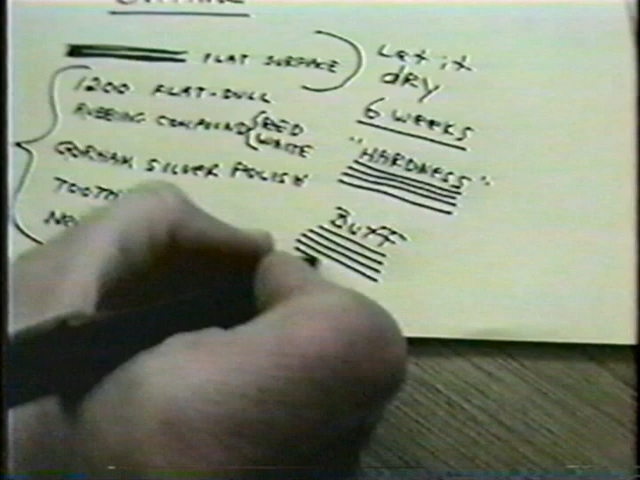 FLAT SURFACE
Let it
dry
1200 FLAT-DULL
6 weeks
RUBBING COMPOUND { RED
WHITE
"HARDNESS"
GORHAM SILVER POLISH
Buff